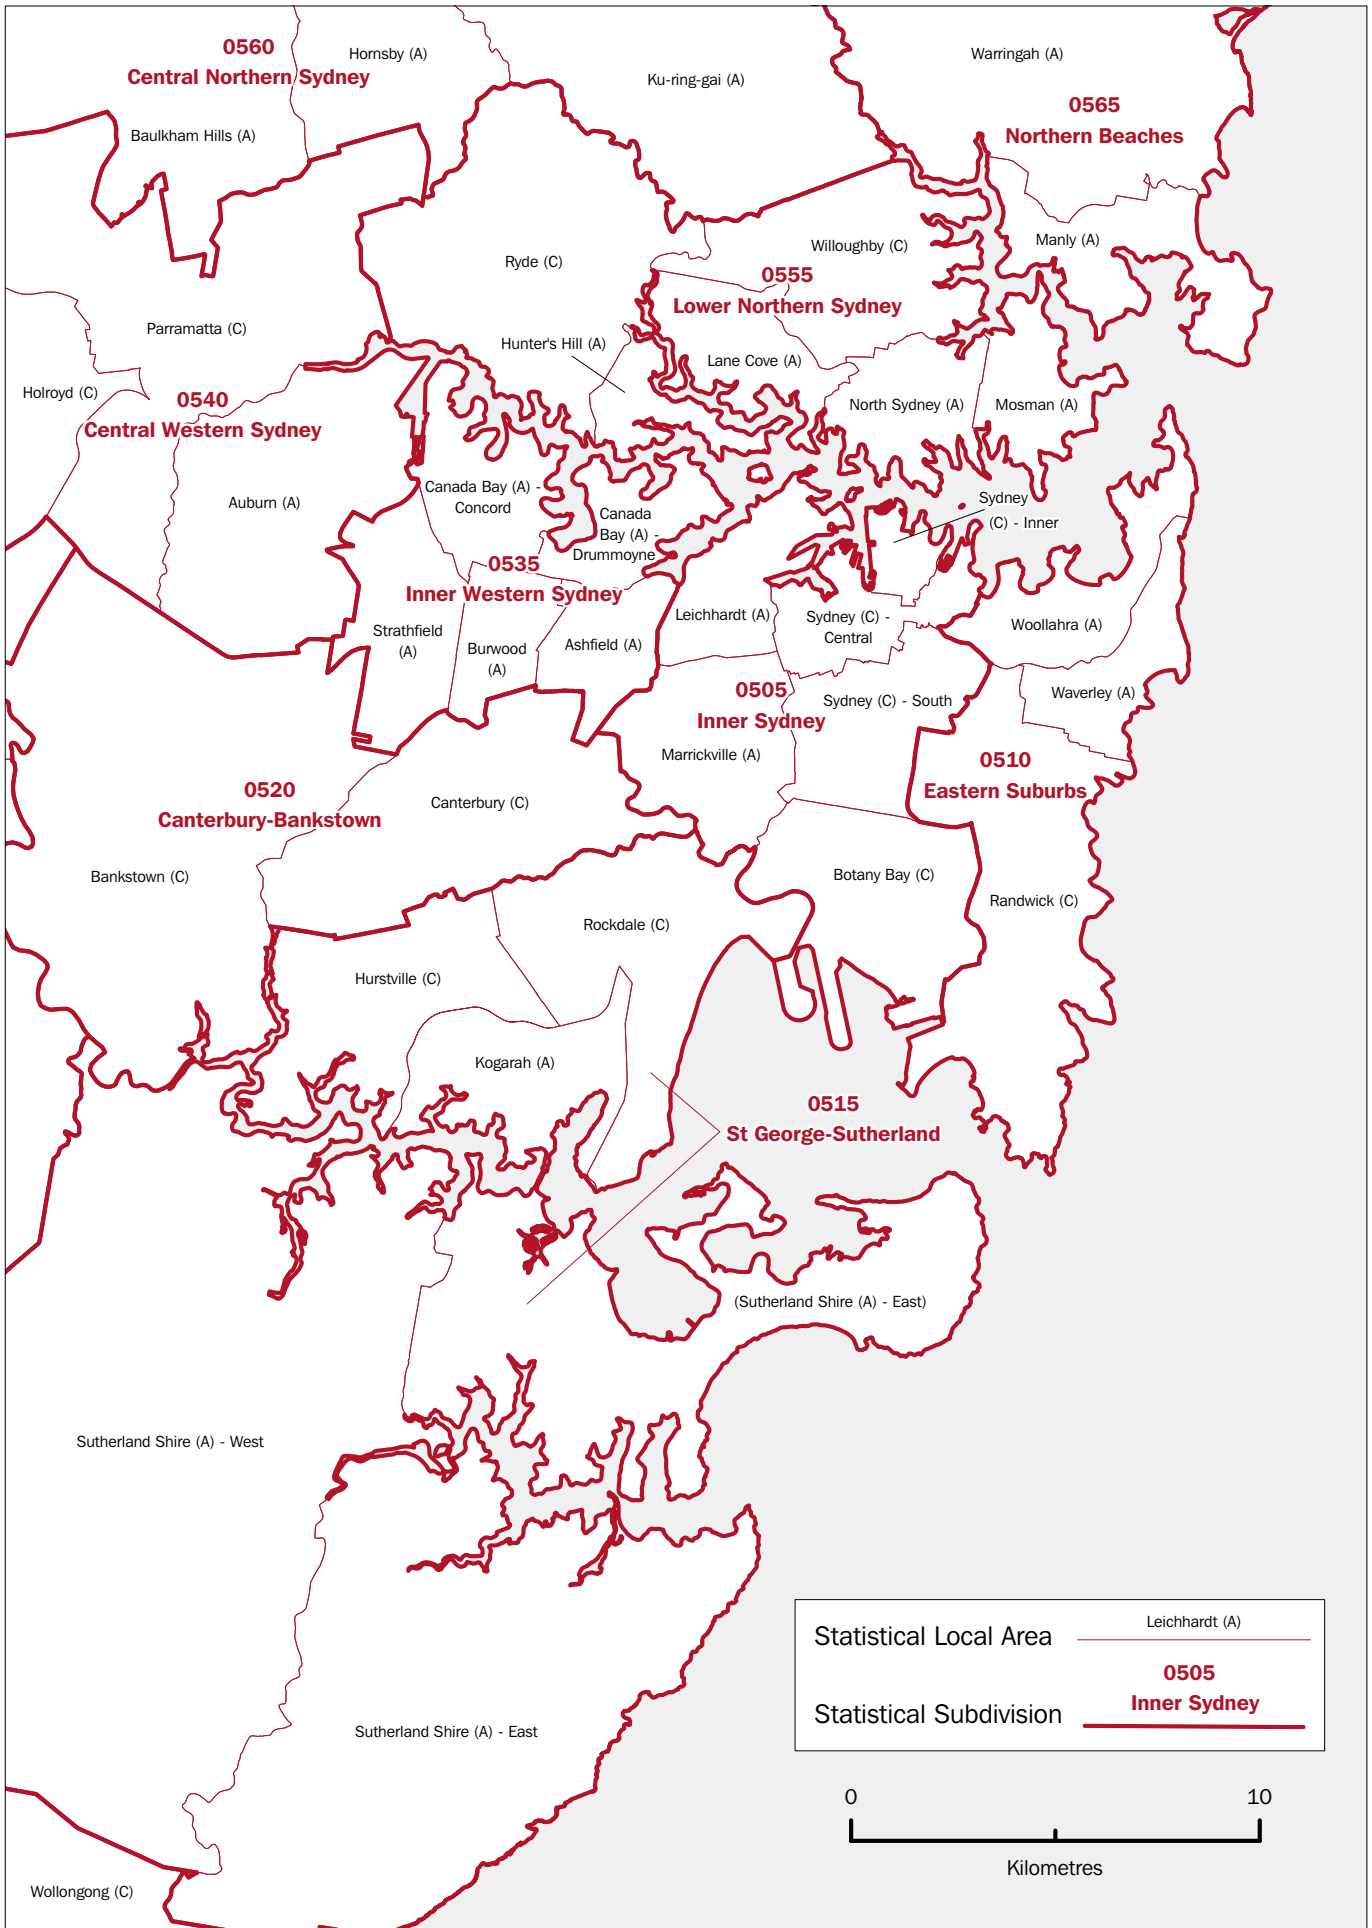 0560
Central Northern Sydney
Hornsby (A)
Ku-ring-gai (A)
Warringah (A)
0565
Northern Beaches
Baulkham Hills (A)
Manly (A)
Willoughby (C)
Ryde (C)
0555
Lower Northern Sydney
Parramatta (C)
Hunter's Hill (A)
Lane Cove (A)
Holroyd (C)
0540
Central Western Sydney
North Sydney (A)
Mosman (A)
Auburn (A)
Canada Bay (A) -
Concord
Canada
Bay (A) -
Drummoyne
Sydney
(C) - Inner
0535
Inner Western Sydney
Leichhardt (A)
Sydney (C) -
Central
Woollahra (A)
Strathfield
(A)
Burwood
(A)
Ashfield (A)
0505
Inner Sydney
Sydney (C) - South
Waverley (A)
Marrickville (A)
0510
Eastern Suburbs
0520
Canterbury-Bankstown
Canterbury (C)
Bankstown (C)
Botany Bay (C)
Randwick (C)
Rockdale (C)
Hurstville (C)
Kogarah (A)
0515
St George-Sutherland
(Sutherland Shire (A) - East)
Sutherland Shire (A) - West
Sutherland Shire (A) - East
Wollongong (C)
Statistical Local Area
Leichhardt (A)
Statistical Subdivision
0505
Inner Sydney
0
10
Kilometres